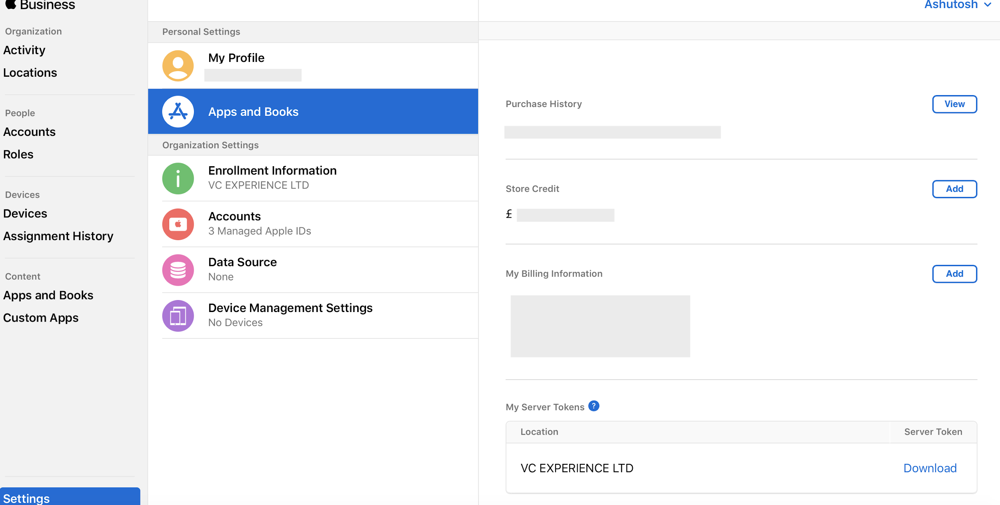 Business
Organization
Activity
Locations
People
Accounts
Roles
Devices
Devices
Assignment History
Content
Apps and Books
Custom Apps
Settings
Personal Settings
My Profile
Apps and Books
Organization Settings
Enrollment Information
VC EXPERIENCE LTD
Accounts
3 Managed Apple IDs
Data Source
None
Device Management Settings
No Devices
Ashutosh
Purchase History
View
Store Credit
Add
£
My Billing Information
Add
My Server Tokens ?
Location Server Token
VC EXPERIENCE LTD Download